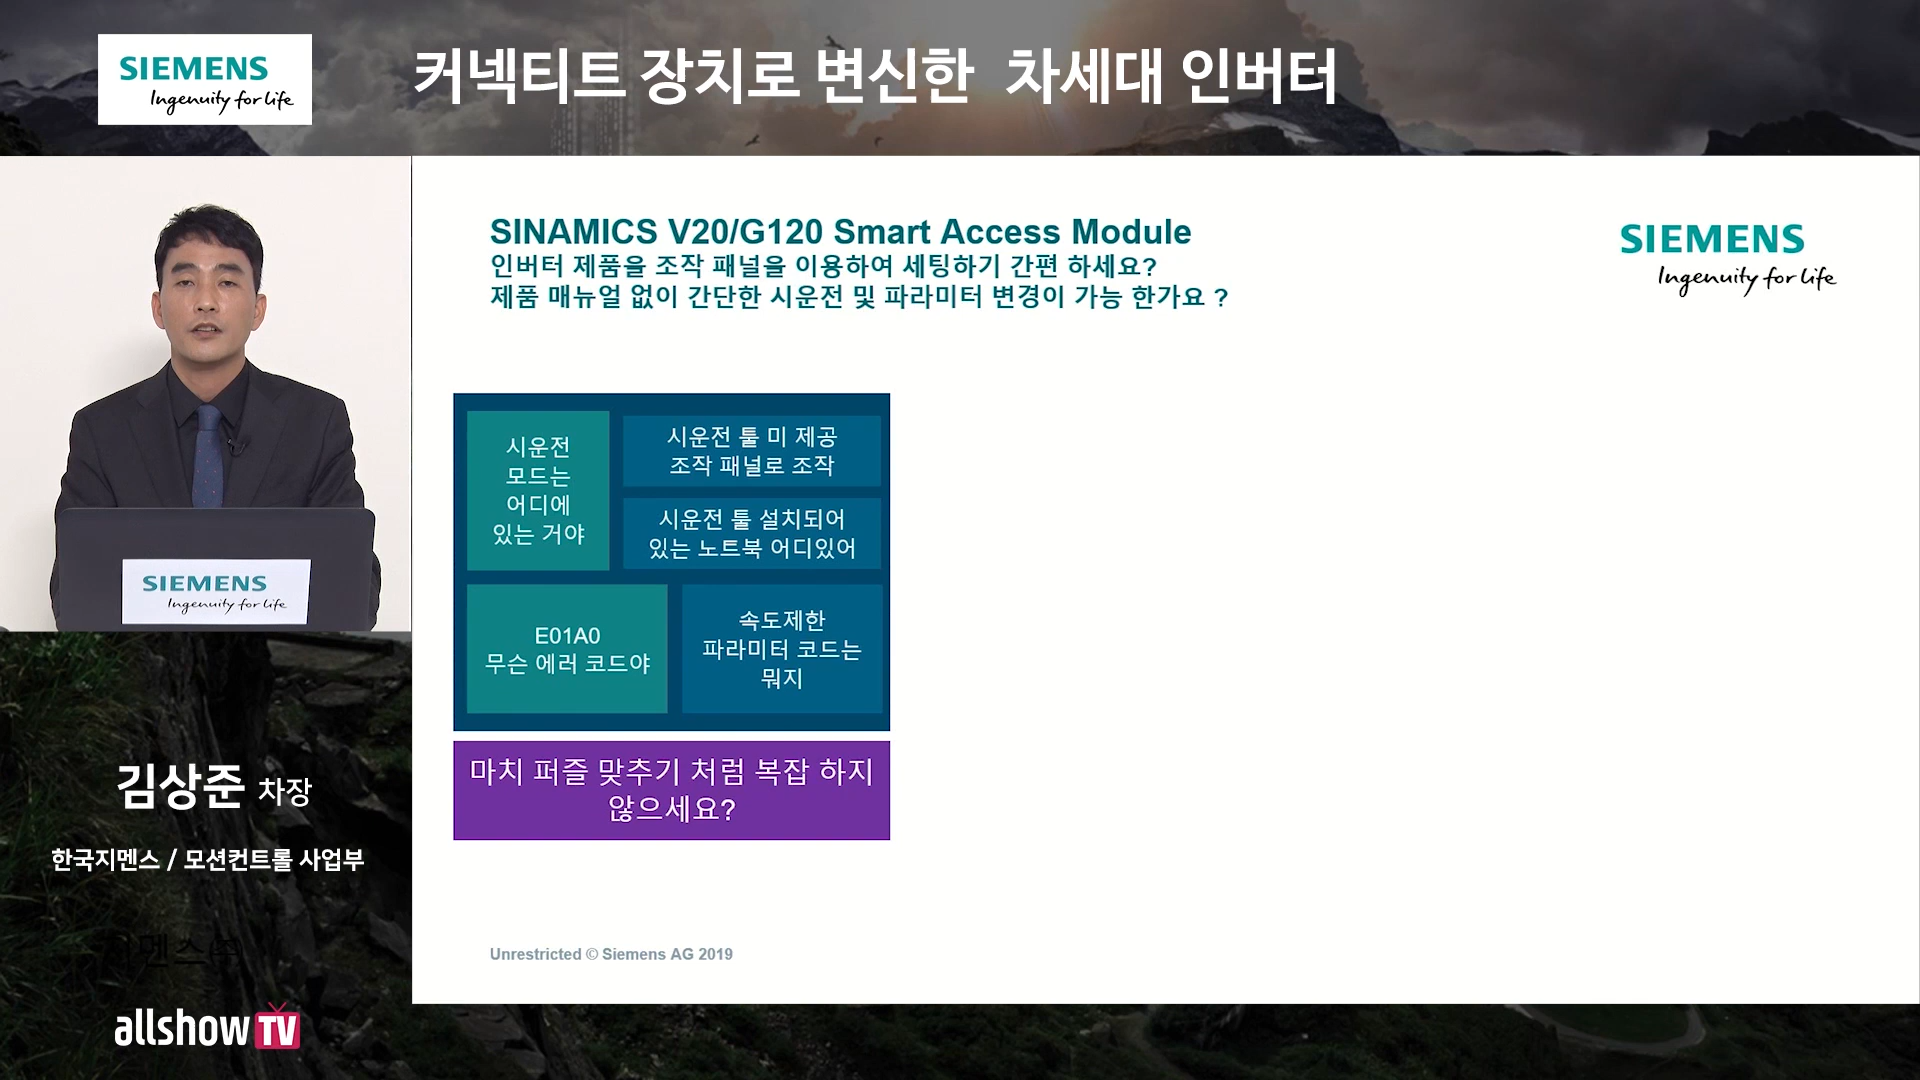 SIEMENS
Ingenuity for life
커넥티트 장치로 변신한 차세대 인버터
SINAMICS V20/G120 Smart Access Module
인버터 제품을 조작 패널을 이용하여 세팅하기 간편 하세요?
제품 매뉴얼 없이 간단한 시운전 및 파라미터 변경이 가능 한가요 ?
SIEMENS
Ingenuity for life
시운전
모드는
어디에
있는 거야
시운전 툴 미 제공
조작 패널로 조작
시운전 툴 설치되어
있는 노트북 어디있어
E01A0
무슨 에러 코드야
속도제한
파라미터 코드는
뭐지
마치 퍼즐 맞추기 처럼 복잡 하지
않으세요?
Unrestricted © Siemens AG 2019
SIEMENS
Ingenuity for life
김상준 차장
한국지멘스 / 모션컨트롤 사업부
allshow TV